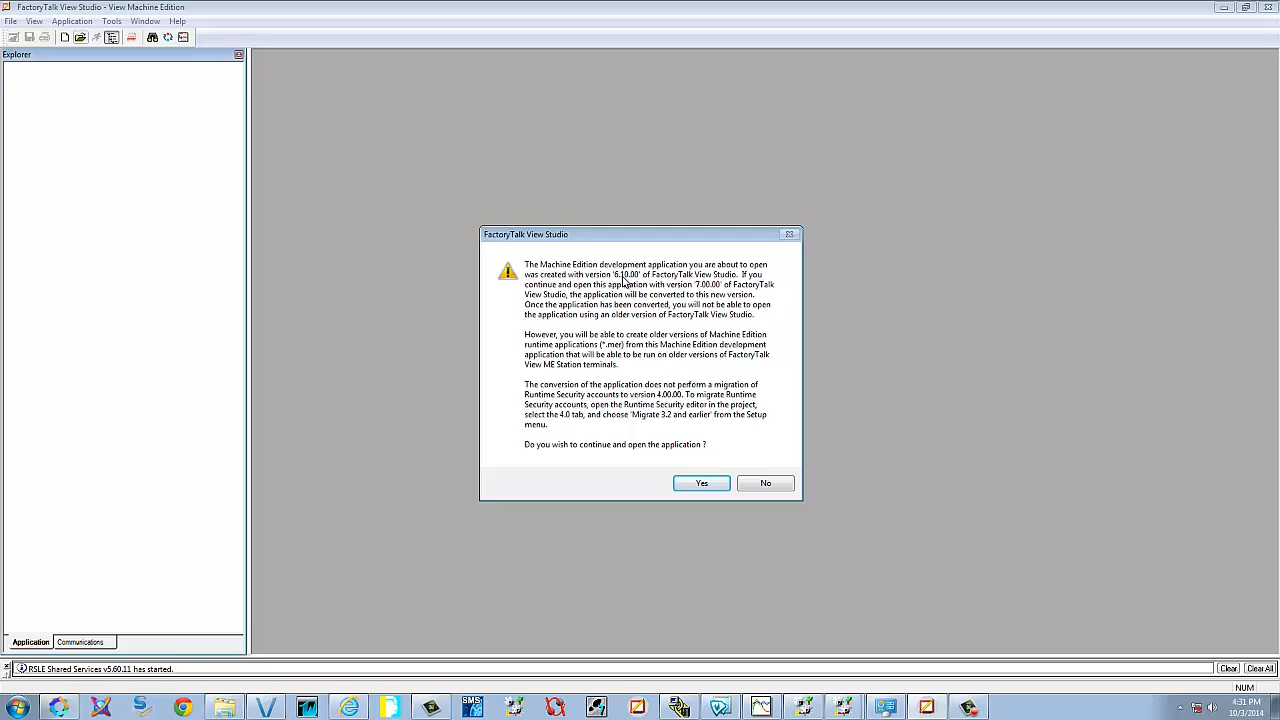 FactoryTalk View Studio - View Machine Edition
File View Application Tools Window Help
Explorer
FactoryTalk View Studio
The Machine Edition development application you are about to open
was created with version '6.10.00' of FactoryTalk View Studio. If you
continue and open this application with version '7.00.00' of FactoryTalk
View Studio, the application will be converted to this new version.
Once the application has been converted, you will not be able to open
the application using an older version of FactoryTalk View Studio.
However, you will be able to create older versions of Machine Edition
runtime applications (*.mer) from this Machine Edition development
application that will be able to be run on older versions of FactoryTalk
View ME Station terminals.
The conversion of the application does not perform a migration of
Runtime Security accounts to version 4.00.00. To migrate Runtime
Security accounts, open the Runtime Security editor in the project,
select the 4.0 tab, and choose 'Migrate 3.2 and earlier' from the Setup
menu.
Do you wish to continue and open the application ?
Yes No
Application Communications
RSLE Shared Services v5.60.11 has started. Clear Clear All
NUM
SMS
4:31 PM
10/3/2014